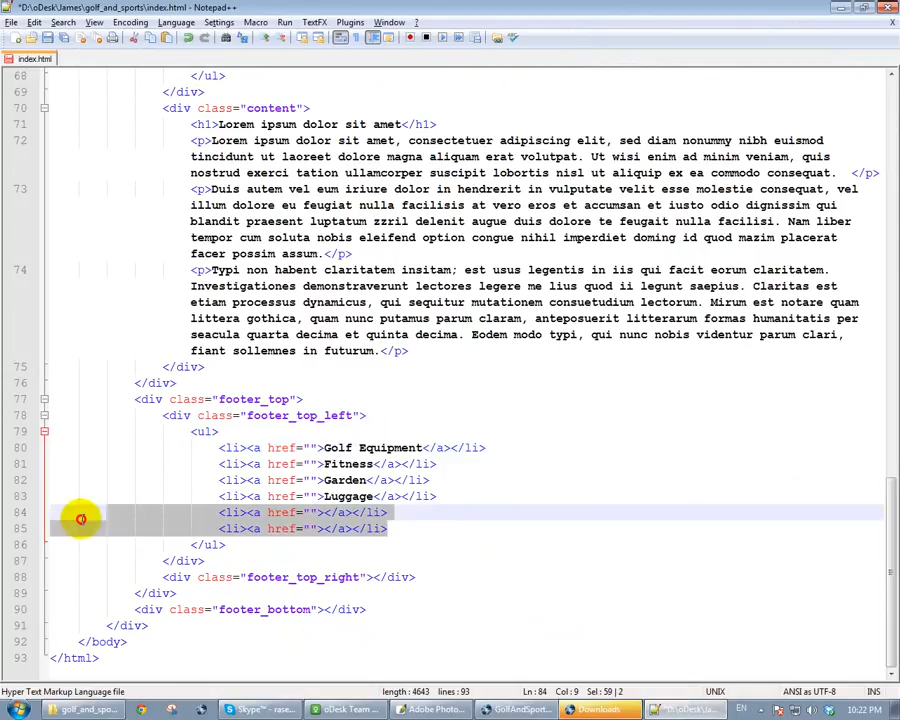 *D:\oDesk\James\golf_and_sports\index.html - Notepad++
File Edit Search View Encoding Language Settings Macro Run TextFX Plugins Window ? X
index.html
68 </ul>
69 </div>
70 <div class="content">
71 <h1>Lorem ipsum dolor sit amet</h1>
72 <p>Lorem ipsum dolor sit amet, consectetuer adipiscing elit, sed diam nonummy nibh euismod
tincidunt ut laoreet dolore magna aliquam erat volutpat. Ut wisi enim ad minim veniam, quis
nostrud exerci tation ullamcorper suscipit lobortis nisl ut aliquip ex ea commodo consequat. </p>
73 <p>Duis autem vel eum iriure dolor in hendrerit in vulputate velit esse molestie consequat, vel
illum dolore eu feugiat nulla facilisis at vero eros et accumsan et iusto odio dignissim qui
blandit praesent luptatum zzril delenit augue duis dolore te feugait nulla facilisi. Nam liber
tempor cum soluta nobis eleifend option congue nihil imperdiet doming id quod mazim placerat
facer possim assum.</p>
74 <p>Typi non habent claritatem insitam; est usus legentis in iis qui facit eorum claritatem.
Investigationes demonstraverunt lectores legere me lius quod ii legunt saepius. Claritas est
etiam processus dynamicus, qui sequitur mutationem consuetudium lectorum. Mirum est notare quam
littera gothica, quam nunc putamus parum claram, anteposuerit litterarum formas humanitatis per
seacula quarta decima et quinta decima. Eodem modo typi, qui nunc nobis videntur parum clari,
fiant sollemnes in futurum.</p>
75 </div>
76 </div>
77 <div class="footer_top">
78 <div class="footer_top_left">
79 <ul>
80 <li><a href="">Golf Equipment</a></li>
81 <li><a href="">Fitness</a></li>
82 <li><a href="">Garden</a></li>
83 <li><a href="">Luggage</a></li>
84 <li><a href=""></a></li>
85 <li><a href=""></a></li>
86 </ul>
87 </div>
88 <div class="footer_top_right"></div>
89 </div>
90 <div class="footer_bottom"></div>
91 </div>
92 </body>
93 </html>
Hyper Text Markup Language file length : 4643 lines : 93 Ln : 84 Col : 9 Sel : 59 | 2 UNIX ANSI as UTF-8 INS
golf_and_sports Skype™ - rase... oDesk Team ... Adobe Photo... GolfAndSport... Downloads *D:\oDesk\Ja... EN 10:22 PM